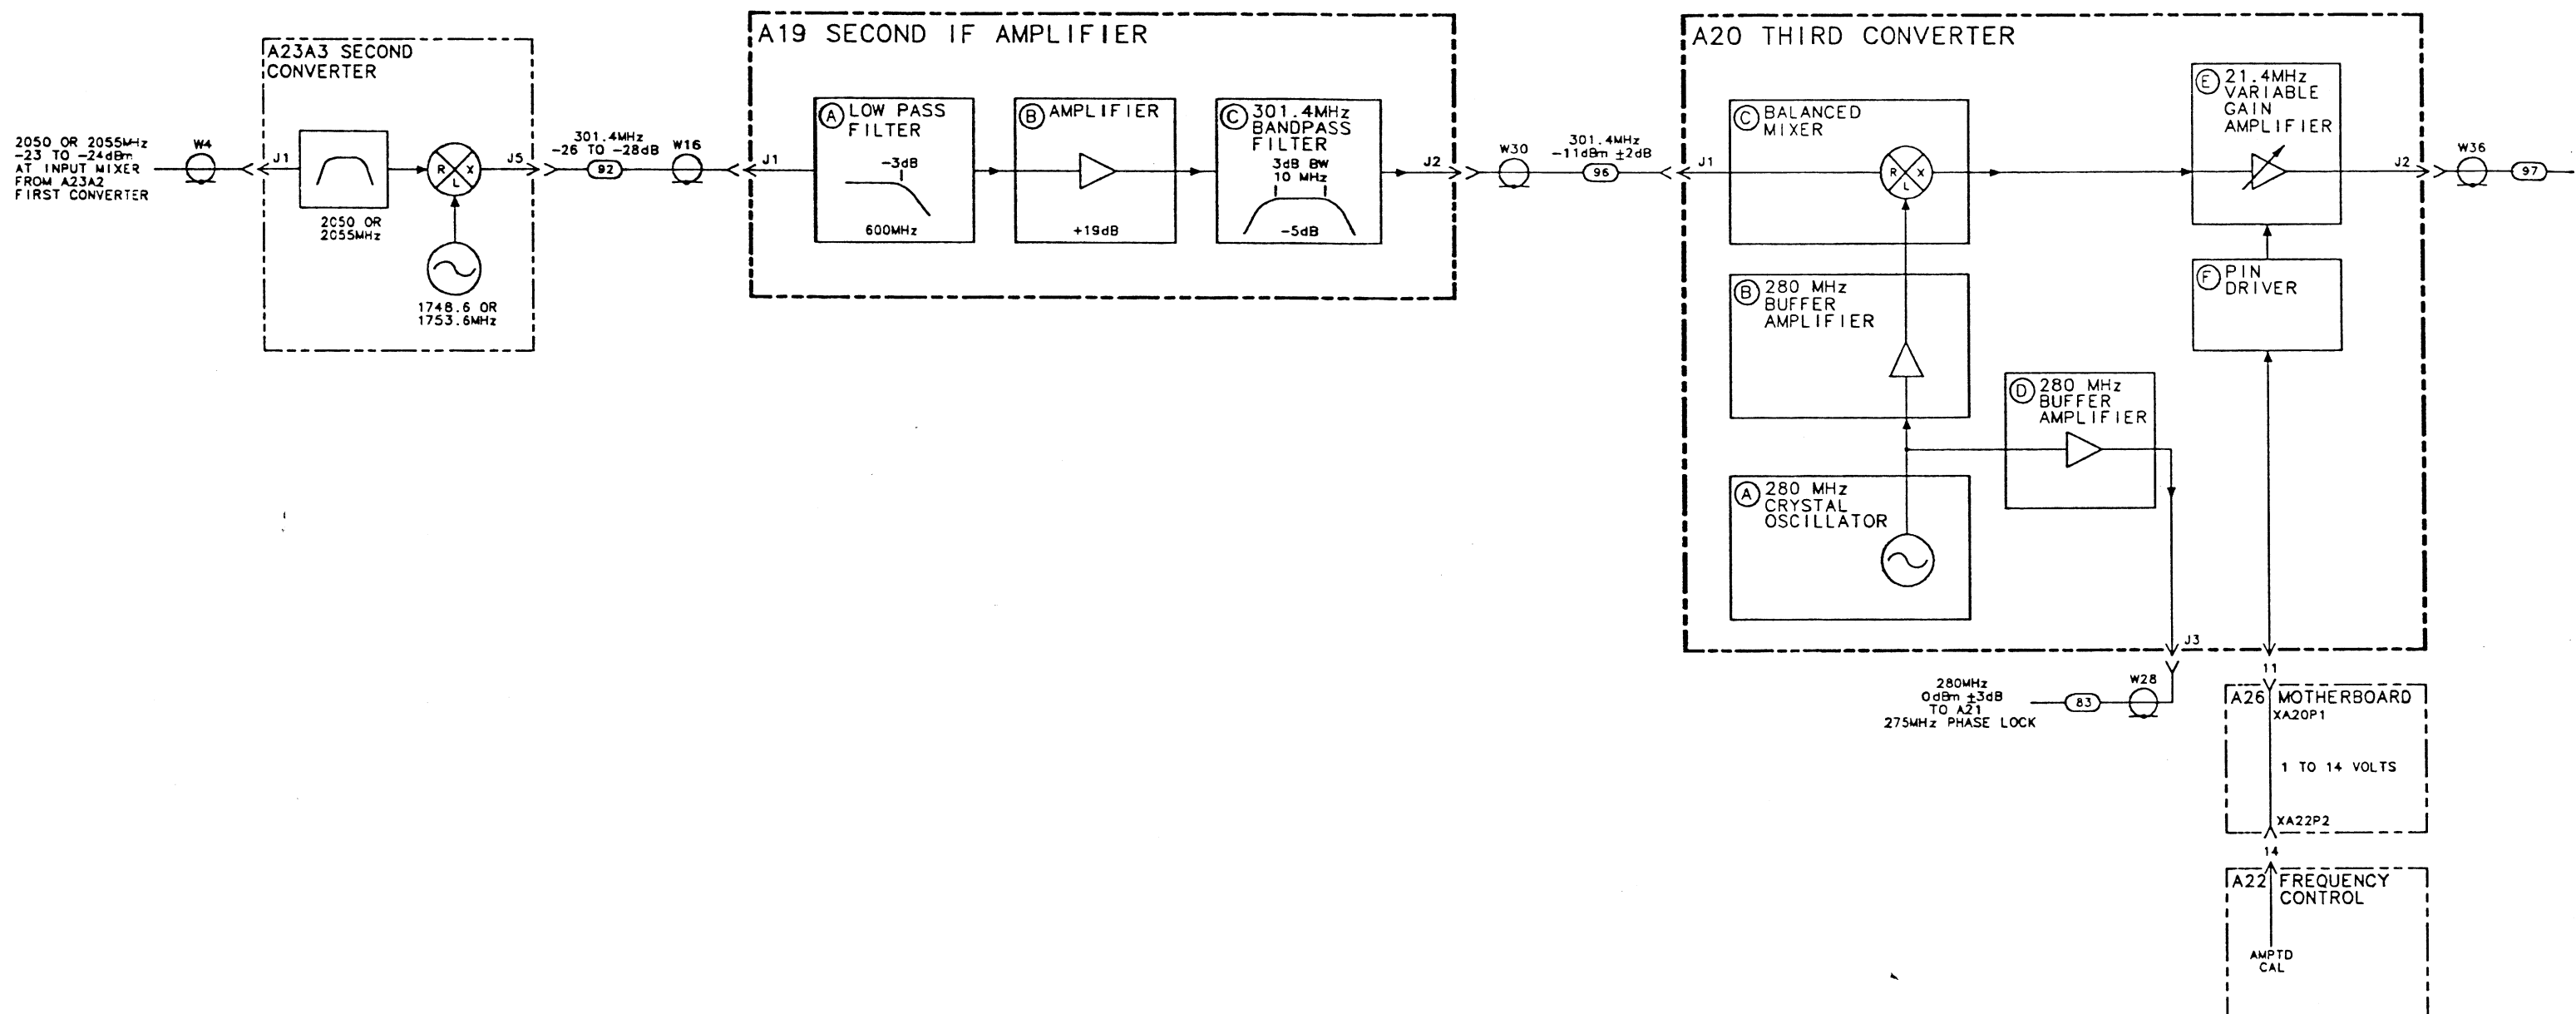 2050 OR 2055MHz
-23 TO -24dBm
AT INPUT MIXER
FROM A23A2
FIRST CONVERTER
W4
A23A3 SECOND
CONVERTER
J1
2050 OR
2055MHz
R
X
L
1748.6 OR
1753.6MHz
J5
301.4MHz
-26 TO -28dB
92
W16
A19 SECOND IF AMPLIFIER
J1
A LOW PASS
FILTER
-3dB
600MHz
B AMPLIFIER
+19dB
C 301.4MHz
BANDPASS
FILTER
3dB BW
10 MHz
-5dB
J2
W30
301.4MHz
-11dBm ±2dB
96
A20 THIRD CONVERTER
J1
C BALANCED
MIXER
R
X
L
B 280 MHz
BUFFER
AMPLIFIER
A 280 MHz
CRYSTAL
OSCILLATOR
D 280 MHz
BUFFER
AMPLIFIER
E 21.4MHz
VARIABLE
GAIN
AMPLIFIER
F PIN
DRIVER
J2
W36
97
J3
280MHz
0dBm ±3dB
TO A21
275MHz PHASE LOCK
83
W28
11
A26 MOTHERBOARD
XA20P1
1 TO 14 VOLTS
XA22P2
14
A22 FREQUENCY
CONTROL
AMPTD
CAL